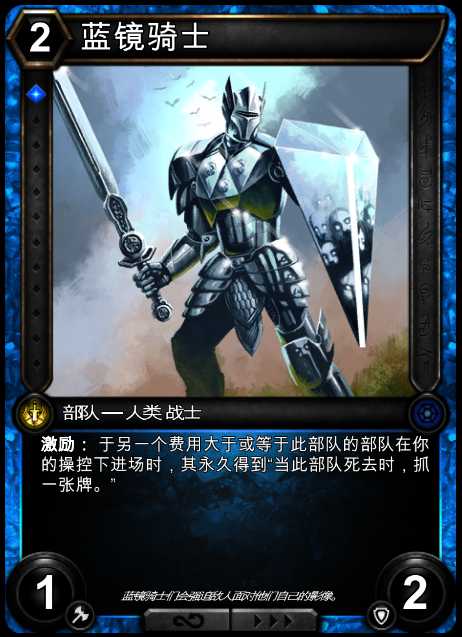 2
蓝镜骑士
部队 — 人类 战士
激励： 于另一个费用大于或等于此部队的部队在你
的操控下进场时，其永久得到“当此部队死去时，抓
一张牌。”
1
2
蓝镜骑士们会强迫敌人面对他们自己的影像。